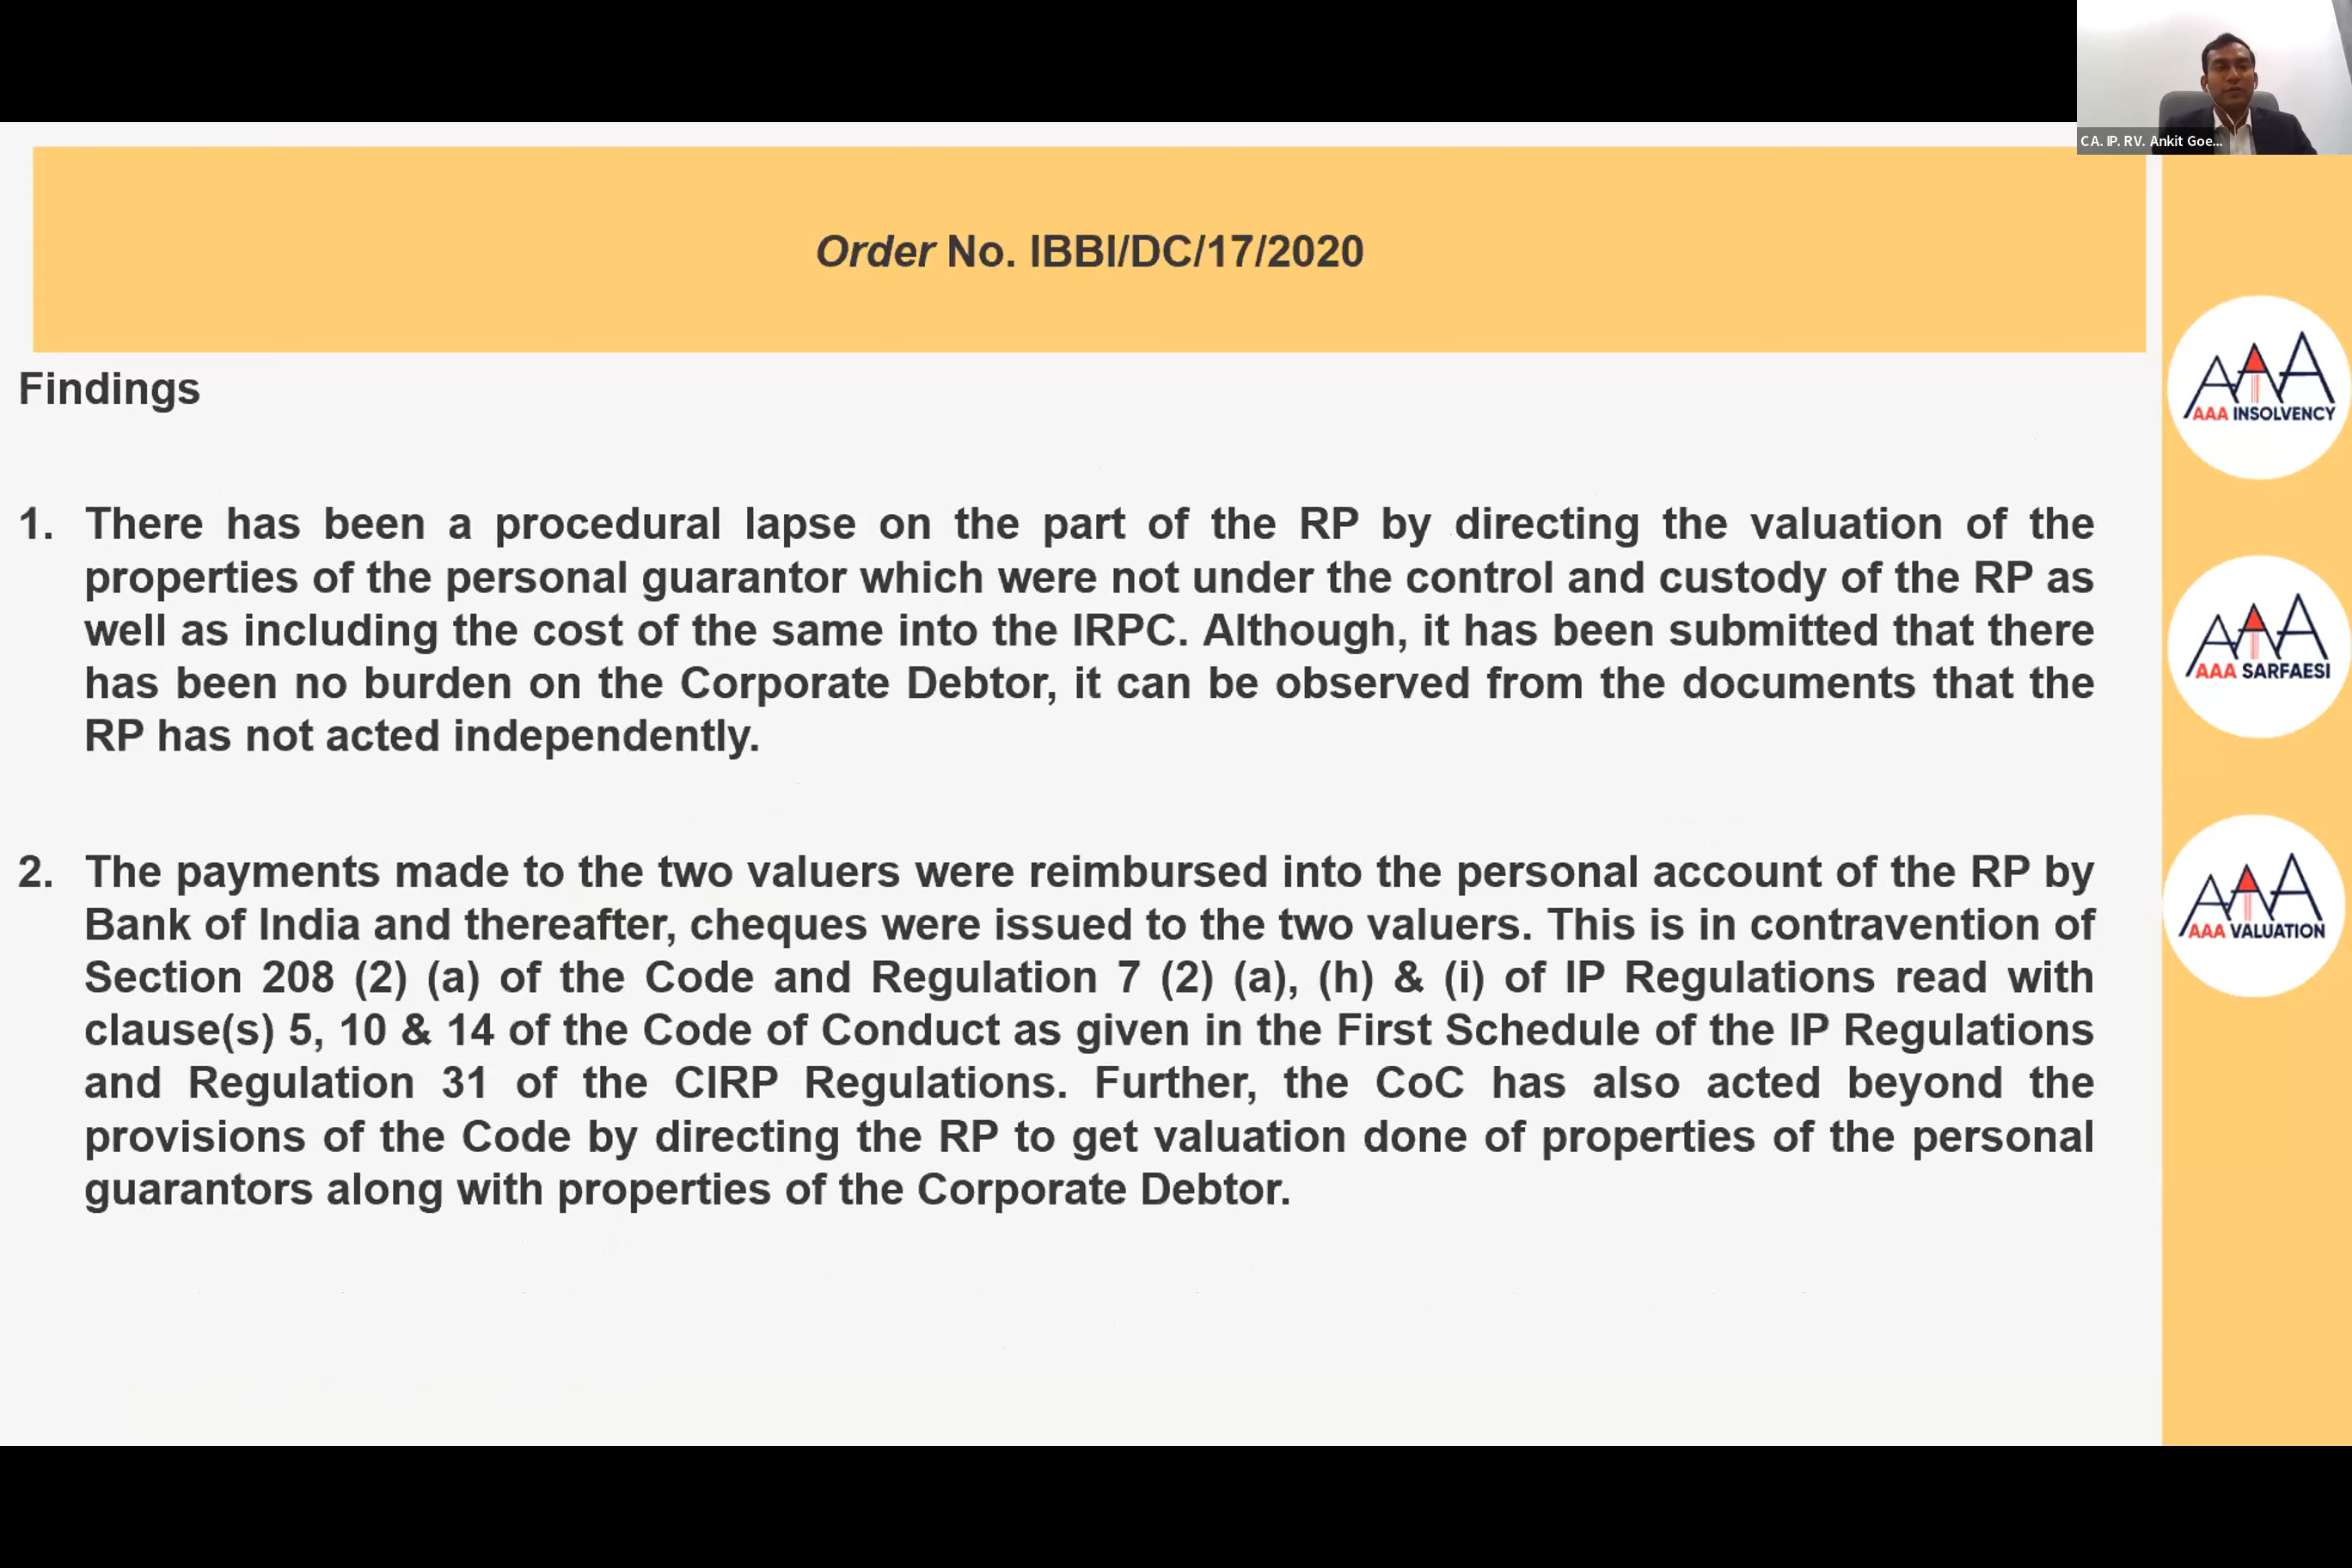 CA. IP. RV. Ankit Goe...
Order No. IBBI/DC/17/2020
Findings
1. There has been a procedural lapse on the part of the RP by directing the valuation of the
properties of the personal guarantor which were not under the control and custody of the RP as
well as including the cost of the same into the IRPC. Although, it has been submitted that there
has been no burden on the Corporate Debtor, it can be observed from the documents that the
RP has not acted independently.
2. The payments made to the two valuers were reimbursed into the personal account of the RP by
Bank of India and thereafter, cheques were issued to the two valuers. This is in contravention of
Section 208 (2) (a) of the Code and Regulation 7 (2) (a), (h) & (i) of IP Regulations read with
clause(s) 5, 10 & 14 of the Code of Conduct as given in the First Schedule of the IP Regulations
and Regulation 31 of the CIRP Regulations. Further, the CoC has also acted beyond the
provisions of the Code by directing the RP to get valuation done of properties of the personal
guarantors along with properties of the Corporate Debtor.
AAA
AAA INSOLVENCY
AAA
AAA SARFAESI
AAA
AAA VALUATION